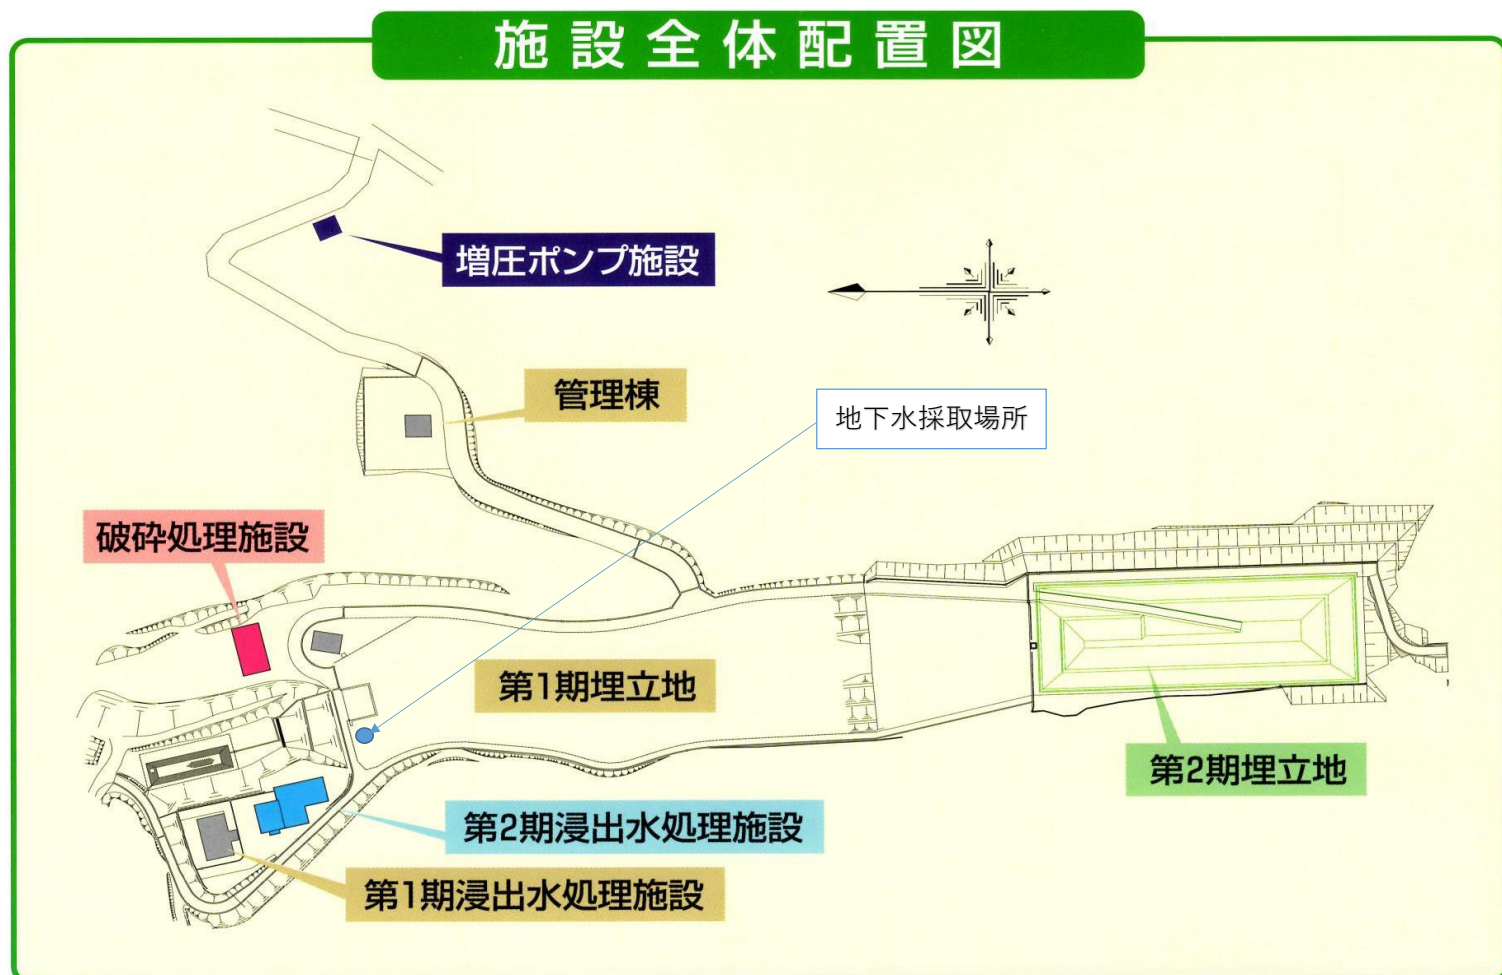 施設全体配置図
増圧ポンプ施設
管理棟
地下水採取場所
破砕処理施設
第1期埋立地
第2期埋立地
第2期浸出水処理施設
第1期浸出水処理施設